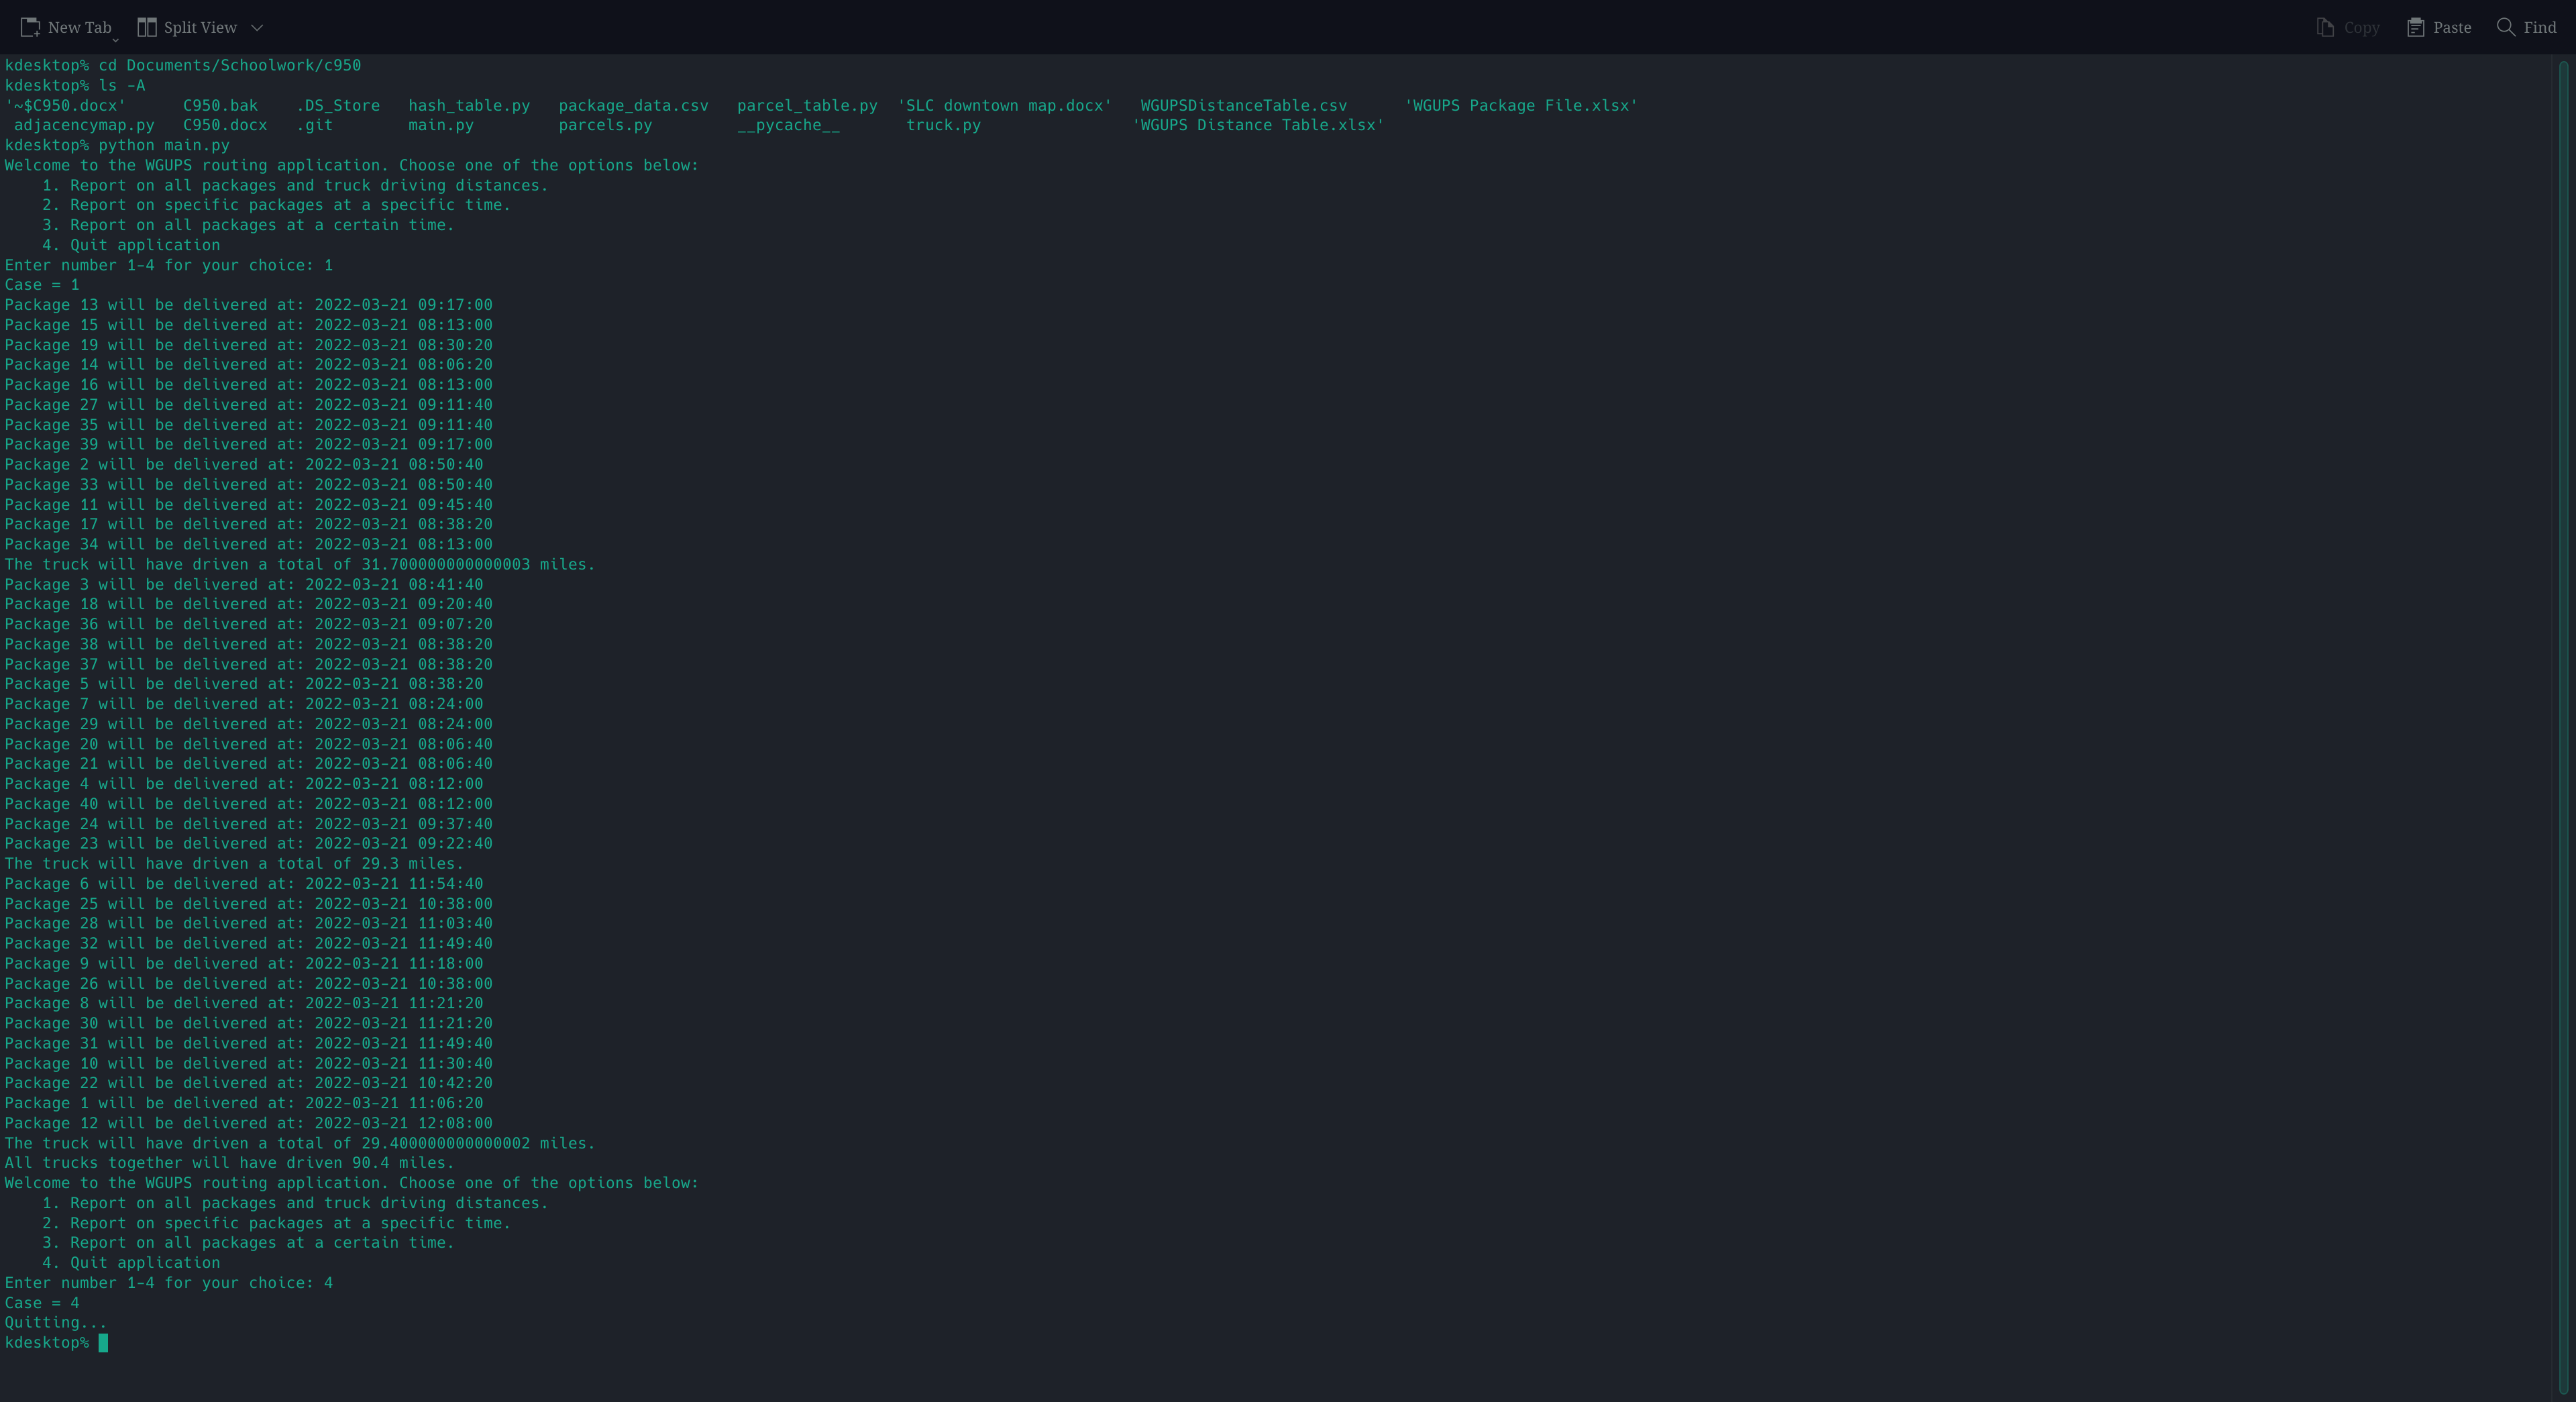 New Tab Split View Copy Paste Find
kdesktop% cd Documents/Schoolwork/c950
kdesktop% ls -A
'~$C950.docx' C950.bak .DS_Store hash_table.py package_data.csv parcel_table.py 'SLC downtown map.docx' WGUPSDistanceTable.csv 'WGUPS Package File.xlsx'
adjacencymap.py C950.docx .git main.py parcels.py __pycache__ truck.py 'WGUPS Distance Table.xlsx'
kdesktop% python main.py
Welcome to the WGUPS routing application. Choose one of the options below:
1. Report on all packages and truck driving distances.
2. Report on specific packages at a specific time.
3. Report on all packages at a certain time.
4. Quit application
Enter number 1-4 for your choice: 1
Case = 1
Package 13 will be delivered at: 2022-03-21 09:17:00
Package 15 will be delivered at: 2022-03-21 08:13:00
Package 19 will be delivered at: 2022-03-21 08:30:20
Package 14 will be delivered at: 2022-03-21 08:06:20
Package 16 will be delivered at: 2022-03-21 08:13:00
Package 27 will be delivered at: 2022-03-21 09:11:40
Package 35 will be delivered at: 2022-03-21 09:11:40
Package 39 will be delivered at: 2022-03-21 09:17:00
Package 2 will be delivered at: 2022-03-21 08:50:40
Package 33 will be delivered at: 2022-03-21 08:50:40
Package 11 will be delivered at: 2022-03-21 09:45:40
Package 17 will be delivered at: 2022-03-21 08:38:20
Package 34 will be delivered at: 2022-03-21 08:13:00
The truck will have driven a total of 31.700000000000003 miles.
Package 3 will be delivered at: 2022-03-21 08:41:40
Package 18 will be delivered at: 2022-03-21 09:20:40
Package 36 will be delivered at: 2022-03-21 09:07:20
Package 38 will be delivered at: 2022-03-21 08:38:20
Package 37 will be delivered at: 2022-03-21 08:38:20
Package 5 will be delivered at: 2022-03-21 08:38:20
Package 7 will be delivered at: 2022-03-21 08:24:00
Package 29 will be delivered at: 2022-03-21 08:24:00
Package 20 will be delivered at: 2022-03-21 08:06:40
Package 21 will be delivered at: 2022-03-21 08:06:40
Package 4 will be delivered at: 2022-03-21 08:12:00
Package 40 will be delivered at: 2022-03-21 08:12:00
Package 24 will be delivered at: 2022-03-21 09:37:40
Package 23 will be delivered at: 2022-03-21 09:22:40
The truck will have driven a total of 29.3 miles.
Package 6 will be delivered at: 2022-03-21 11:54:40
Package 25 will be delivered at: 2022-03-21 10:38:00
Package 28 will be delivered at: 2022-03-21 11:03:40
Package 32 will be delivered at: 2022-03-21 11:49:40
Package 9 will be delivered at: 2022-03-21 11:18:00
Package 26 will be delivered at: 2022-03-21 10:38:00
Package 8 will be delivered at: 2022-03-21 11:21:20
Package 30 will be delivered at: 2022-03-21 11:21:20
Package 31 will be delivered at: 2022-03-21 11:49:40
Package 10 will be delivered at: 2022-03-21 11:30:40
Package 22 will be delivered at: 2022-03-21 10:42:20
Package 1 will be delivered at: 2022-03-21 11:06:20
Package 12 will be delivered at: 2022-03-21 12:08:00
The truck will have driven a total of 29.400000000000002 miles.
All trucks together will have driven 90.4 miles.
Welcome to the WGUPS routing application. Choose one of the options below:
1. Report on all packages and truck driving distances.
2. Report on specific packages at a specific time.
3. Report on all packages at a certain time.
4. Quit application
Enter number 1-4 for your choice: 4
Case = 4
Quitting...
kdesktop%